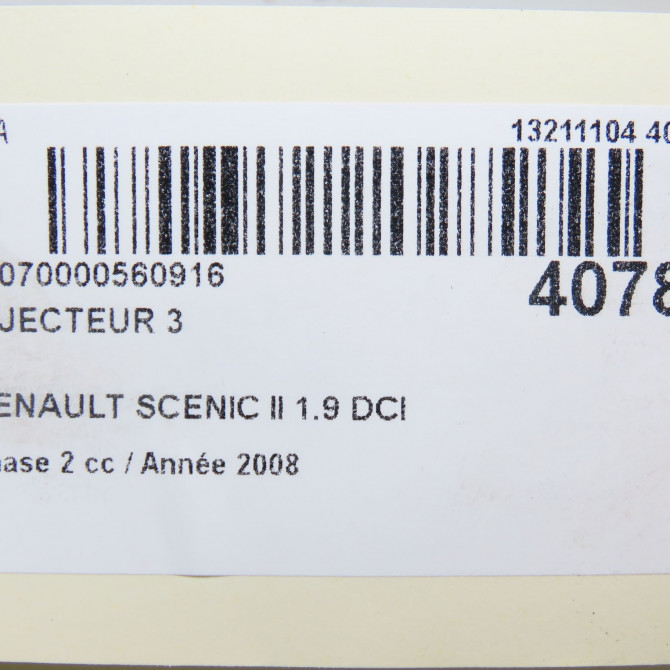 A 13211104 40
070000560916
4078
JECTEUR 3
ENAULT SCENIC II 1.9 DCI
ase 2 cc / Année 2008